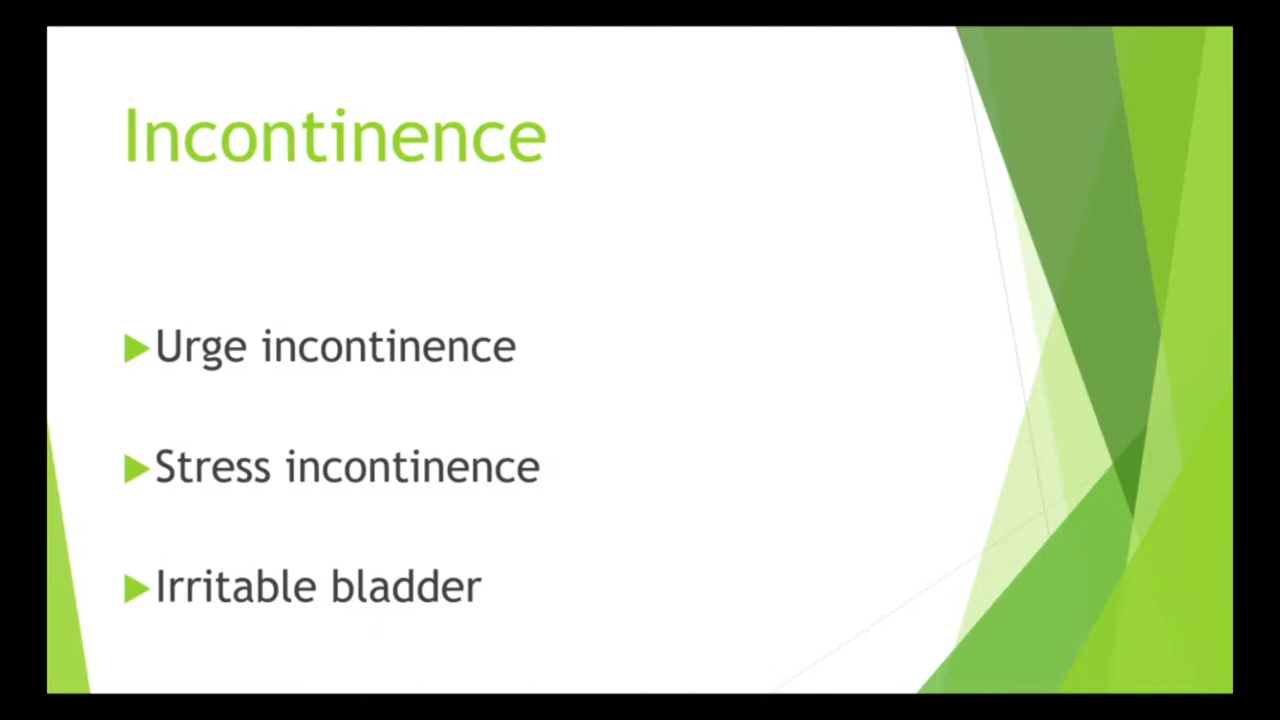 Incontinence
Urge incontinence
Stress incontinence
Irritable bladder